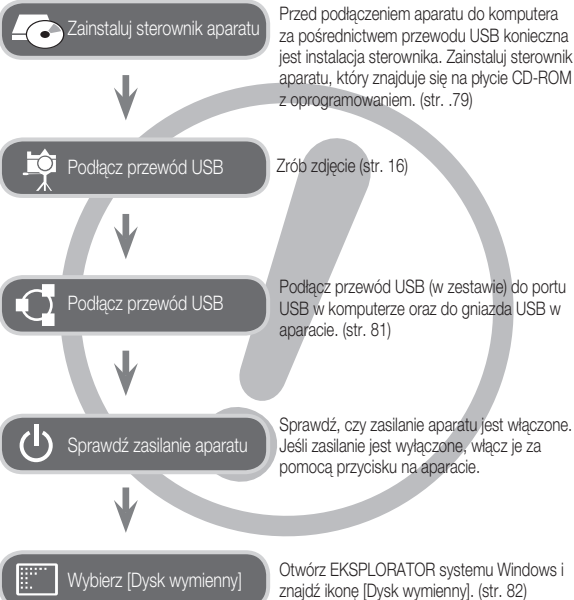 Zainstaluj sterownik aparatu
Przed podłączeniem aparatu do komputera
za pośrednictwem przewodu USB konieczna
jest instalacja sterownika. Zainstaluj sterownik
aparatu, który znajduje się na płycie CD-ROM
z oprogramowaniem. (str. .79)
Podłącz przewód USB
Zrób zdjęcie (str. 16)
Podłącz przewód USB
Podłącz przewód USB (w zestawie) do portu
USB w komputerze oraz do gniazda USB w
aparacie. (str. 81)
Sprawdź zasilanie aparatu
Sprawdź, czy zasilanie aparatu jest włączone.
Jeśli zasilanie jest wyłączone, włącz je za
pomocą przycisku na aparacie.
Wybierz [Dysk wymienny]
Otwórz EKSPLORATOR systemu Windows i
znajdź ikonę [Dysk wymienny]. (str. 82)